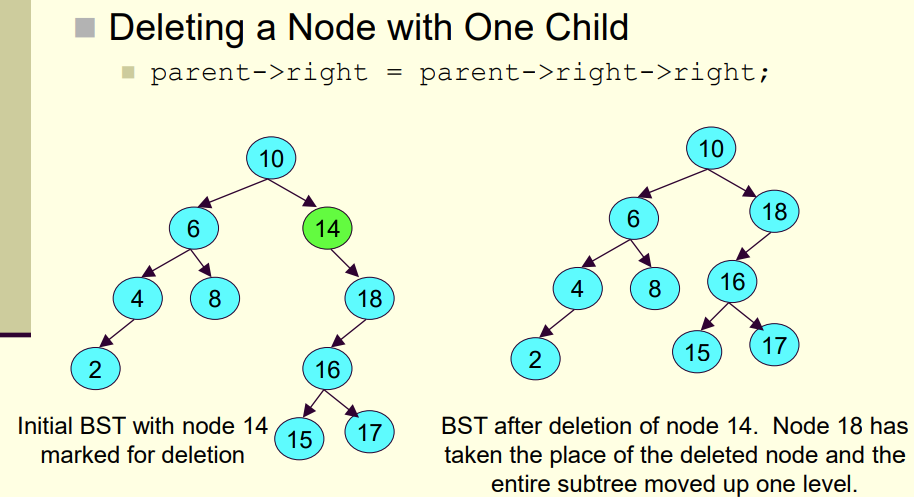 Deleting a Node with One Child
parent->right = parent->right->right;
10
6
14
4
8
18
2
16
15
17
Initial BST with node 14
marked for deletion
10
6
18
4
8
16
2
15
17
BST after deletion of node 14.  Node 18 has
taken the place of the deleted node and the
entire subtree moved up one level.